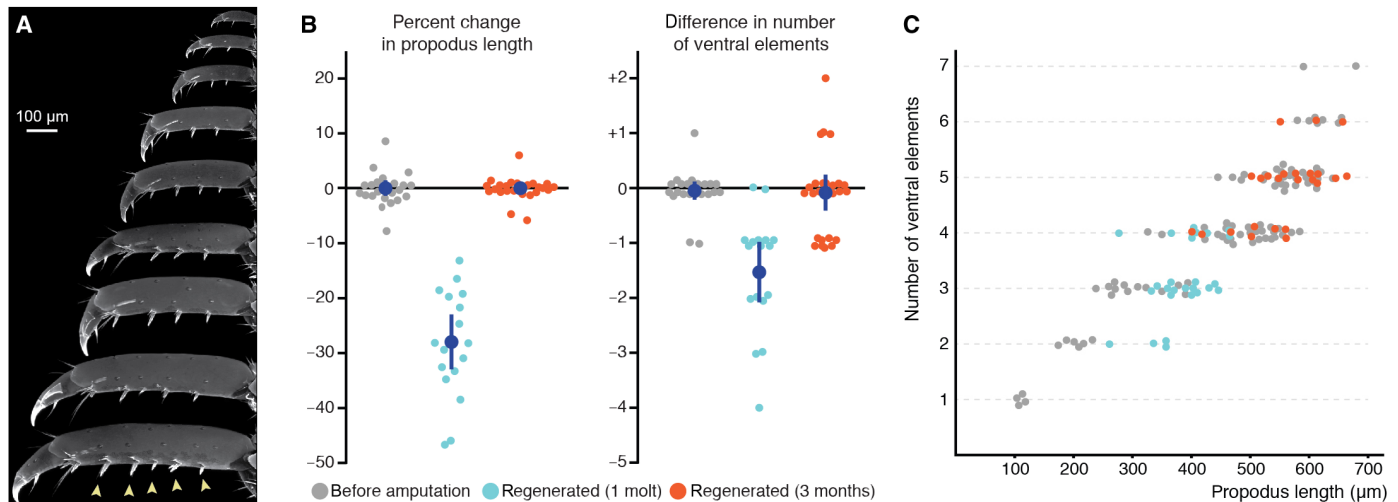 A
100 µm
B
Percent change
in propodus length
20
10
0
−10
−20
−30
−40
−50
Difference in number
of ventral elements
+2
+1
0
−1
−2
−3
−4
−5
Before amputation
Regenerated (1 molt)
Regenerated (3 months)
C
Number of ventral elements
7
6
5
4
3
2
1
100 200 300 400 500 600 700
Propodus length (µm)